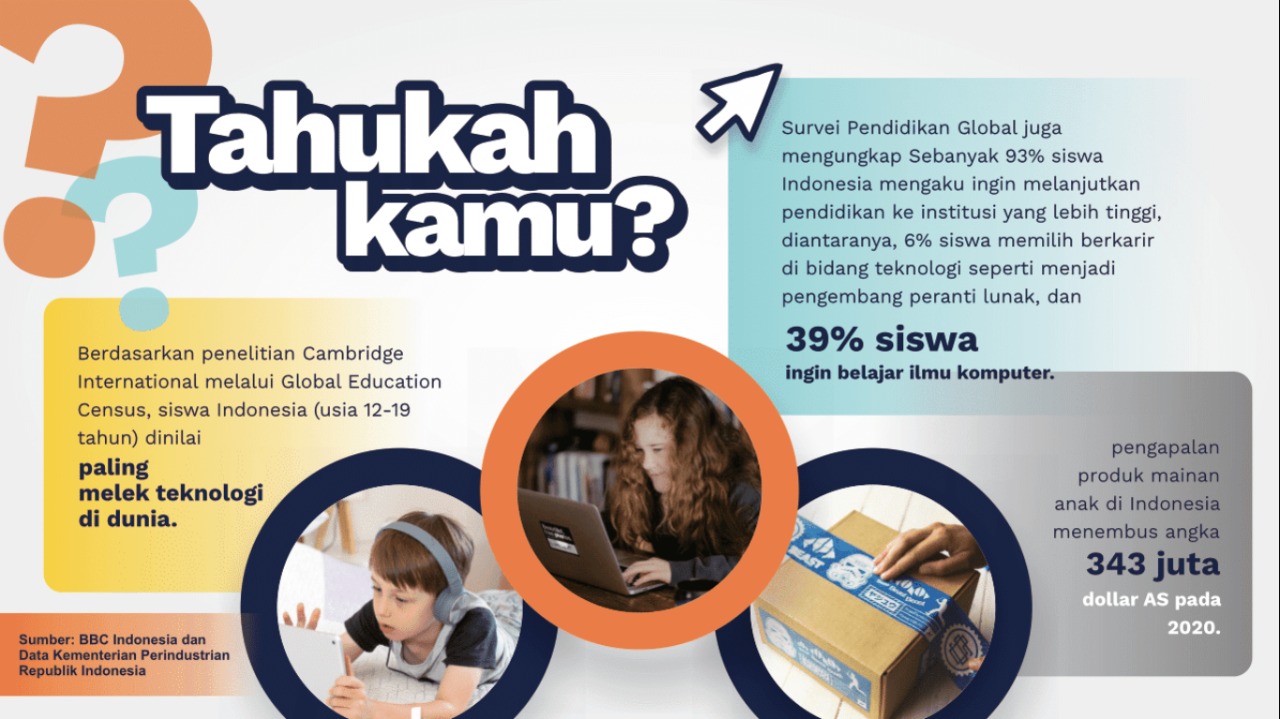 Tahukah
kamu?
Berdasarkan penelitian Cambridge
International melalui Global Education
Census, siswa Indonesia (usia 12-19
tahun) dinilai
paling
melek teknologi
di dunia.
Survei Pendidikan Global juga
mengungkap Sebanyak 93% siswa
Indonesia mengaku ingin melanjutkan
pendidikan ke institusi yang lebih tinggi,
diantaranya, 6% siswa memilih berkarir
di bidang teknologi seperti menjadi
pengembang peranti lunak, dan
39% siswa
ingin belajar ilmu komputer.
pengapalan
produk mainan
anak di Indonesia
menembus angka
343 juta
dollar AS pada
2020.
BEAST
Sumber: BBC Indonesia dan
Data Kementerian Perindustrian
Republik Indonesia